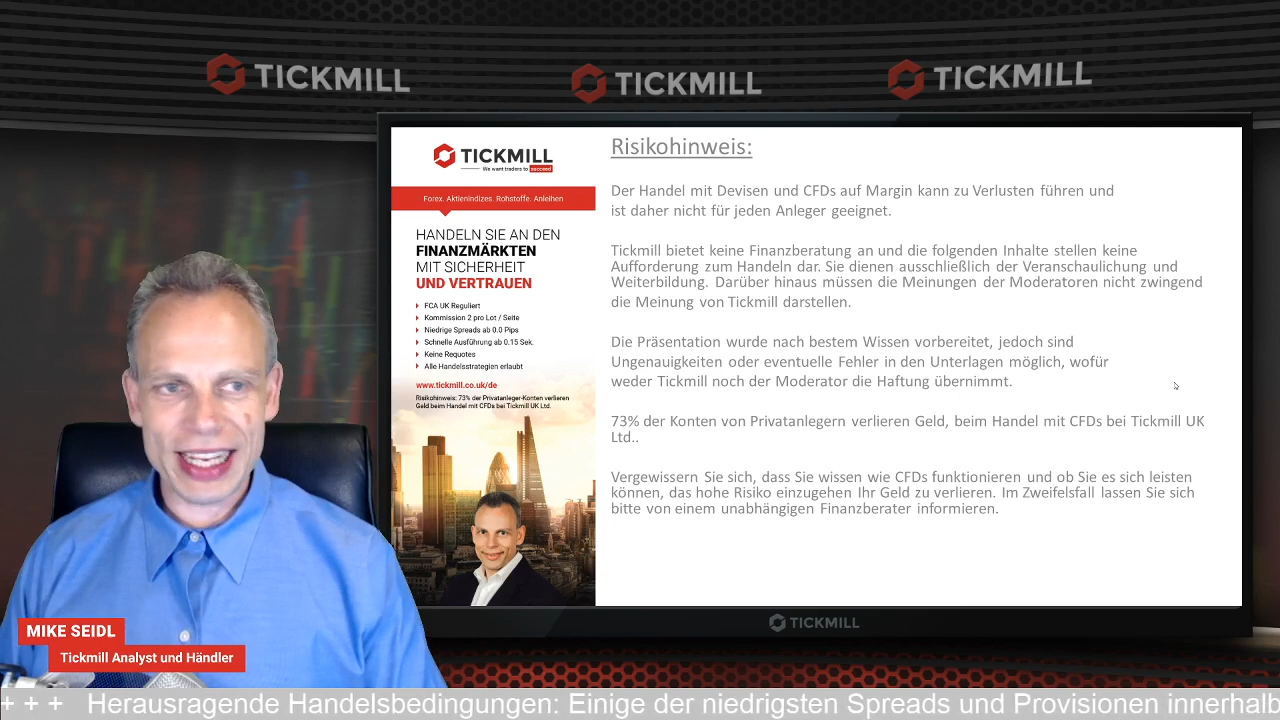 TICKMILL
TICKMILL
TICKMILL
TICKMILL
We want traders to succeed
Forex. Aktienindizes. Rohstoffe. Anleihen
HANDELN SIE AN DEN
FINANZMÄRKTEN
MIT SICHERHEIT
UND VERTRAUEN
FCA UK Reguliert
Kommission 2 pro Lot / Seite
Niedrige Spreads ab 0.0 Pips
Schnelle Ausführung ab 0.15 Sek.
Keine Requotes
Alle Handelsstrategien erlaubt
www.tickmill.co.uk/de
Risikohinweis: 73% der Privatanleger-Konten verlieren
Geld beim Handel mit CFDs bei Tickmill UK Ltd.
Risikohinweis:
Der Handel mit Devisen und CFDs auf Margin kann zu Verlusten führen und
ist daher nicht für jeden Anleger geeignet.
Tickmill bietet keine Finanzberatung an und die folgenden Inhalte stellen keine
Aufforderung zum Handeln dar. Sie dienen ausschließlich der Veranschaulichung und
Weiterbildung. Darüber hinaus müssen die Meinungen der Moderatoren nicht zwingend
die Meinung von Tickmill darstellen.
Die Präsentation wurde nach bestem Wissen vorbereitet, jedoch sind
Ungenauigkeiten oder eventuelle Fehler in den Unterlagen möglich, wofür
weder Tickmill noch der Moderator die Haftung übernimmt.
73% der Konten von Privatanlegern verlieren Geld, beim Handel mit CFDs bei Tickmill UK
Ltd..
Vergewissern Sie sich, dass Sie wissen wie CFDs funktionieren und ob Sie es sich leisten
können, das hohe Risiko einzugehen Ihr Geld zu verlieren. Im Zweifelsfall lassen Sie sich
bitte von einem unabhängigen Finanzberater informieren.
TICKMILL
MIKE SEIDL
Tickmill Analyst und Händler
+ + + Herausragende Handelsbedingungen: Einige der niedrigsten Spreads und Provisionen innerhalb